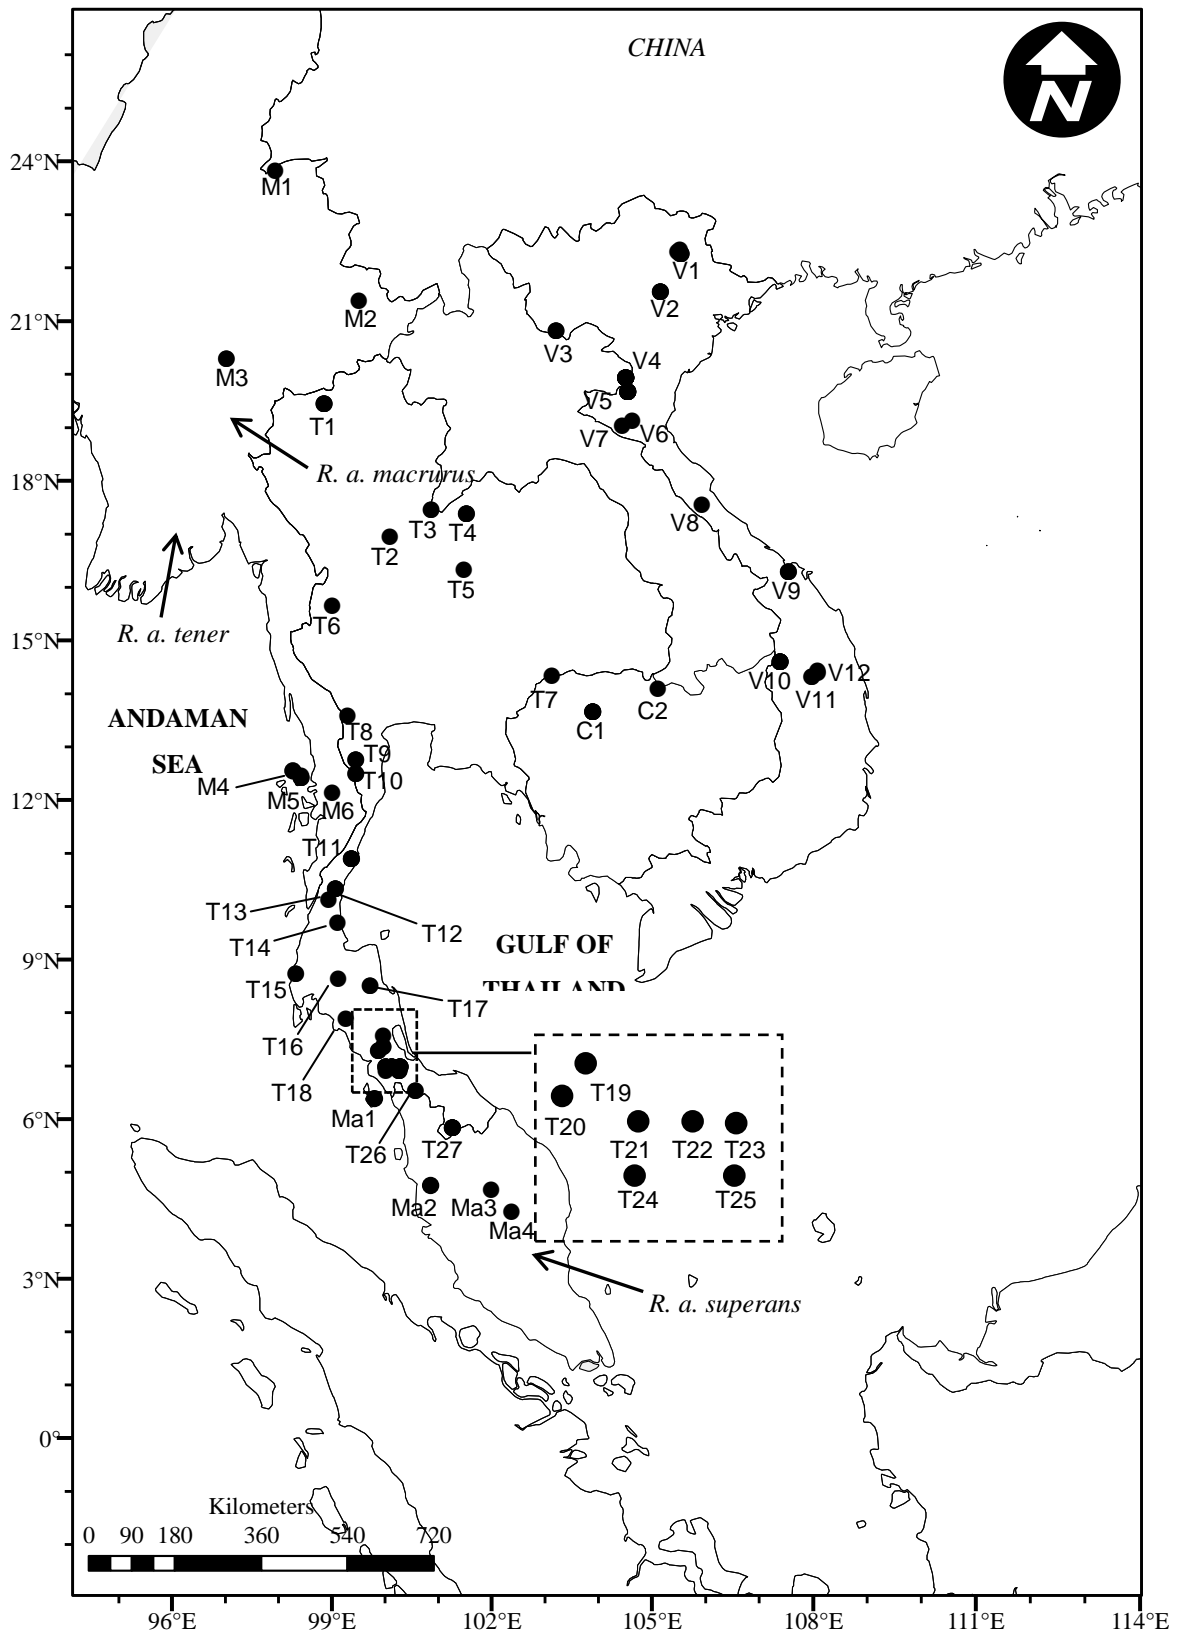 CHINA
N
24°N
M1
V1
M2
V2
21°N
V3
M3
V4
T1
V5
V6
V7
R. a. macrurus
18°N
T3
T4
V8
T2
T5
V9
T6
15°N
R. a. tener
V10
V12
V11
T7
C2
C1
ANDAMAN
SEA
T8
T9
T10
M4
M5
M6
12°N
T11
T13
T12
T14
GULF OF
THAILAND
9°N
T15
T17
T16
T18
T19
T20
T21
T22
T23
T24
T25
6°N
Ma1
T26
T27
Ma2
Ma3
Ma4
3°N
R. a. superans
0°
Kilometers
0 90 180 360 540 720
96°E 99°E 102°E 105°E 108°E 111°E 114°E